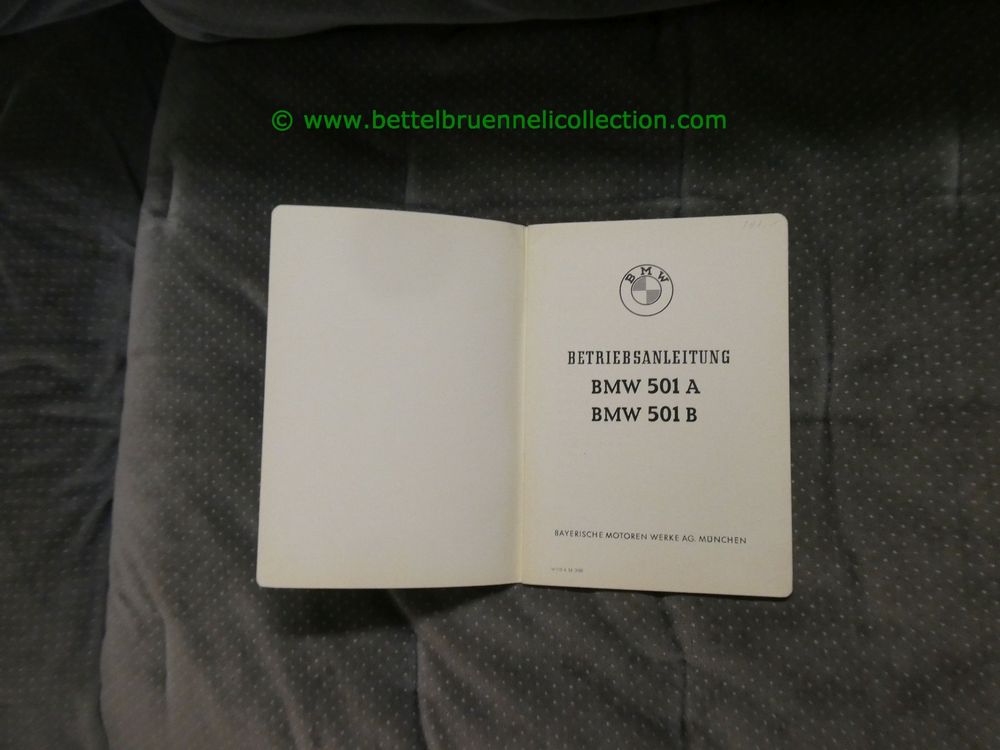 © www.bettelbruennelicollection.com
BMW
BETRIEBSANLEITUNG
BMW 501 A
BMW 501 B
BAYERISCHE MOTOREN WERKE AG. MÜNCHEN